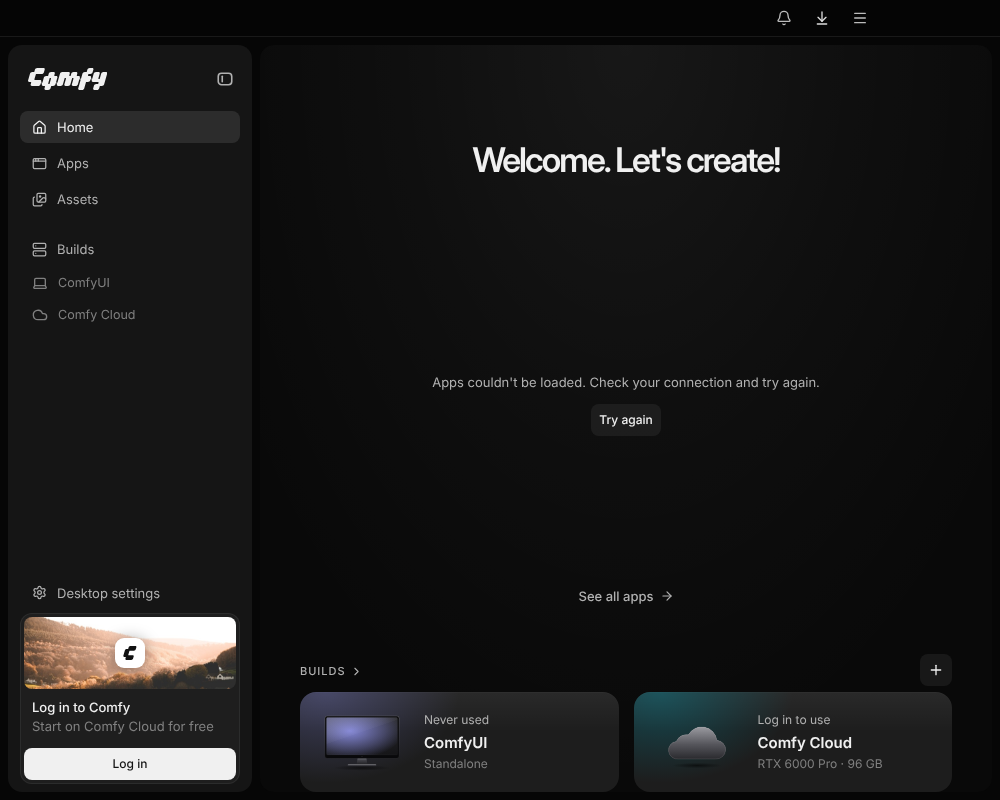 Comfy
Home
Apps
Assets
Builds
ComfyUI
Comfy Cloud
Desktop settings
Log in to Comfy
Start on Comfy Cloud for free
Log in
Welcome. Let's create!
Apps couldn't be loaded. Check your connection and try again.
Try again
See all apps
BUILDS
Never used
ComfyUI
Standalone
Log in to use
Comfy Cloud
RTX 6000 Pro · 96 GB